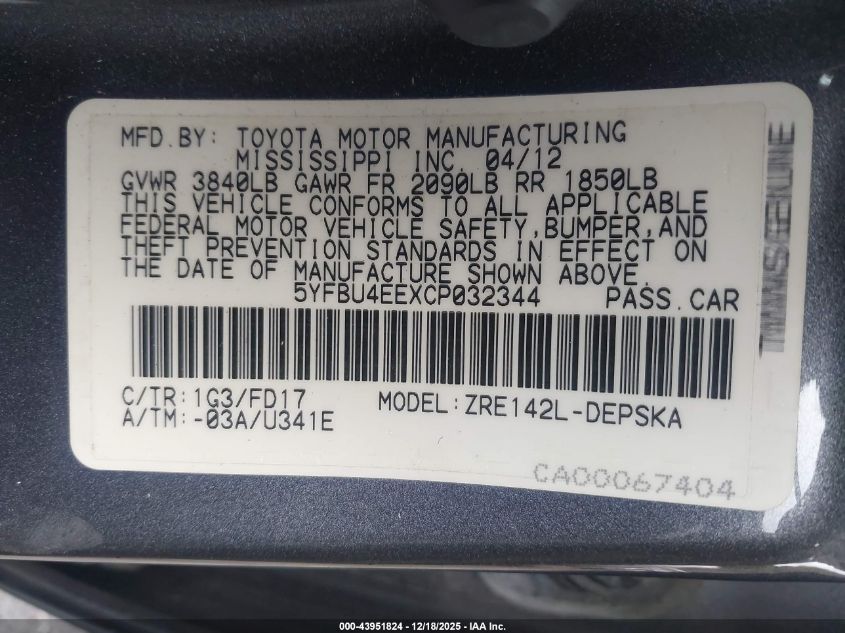 MFD.BY: TOYOTA MOTOR MANUFACTURING
MISSISSIPPI INC. 04/12
GVWR 3840LB GAWR FR 2090LB RR 1850LB
THIS VEHICLE CONFORMS TO ALL APPLICABLE
FEDERAL MOTOR VEHICLE SAFETY,BUMPER,AND
THEFT PREVENTION STANDARDS IN EFFECT ON
THE DATE OF MANUFACTURE SHOWN ABOVE.
5YFBU4EEXCP032344 PASS.CAR
C/TR:1G3/FD17 MODEL:ZRE142L-DEPSKA
A/TM:-03A/U341E
CA00067404
000-43951824 | 12/18/2025 - IAA Inc.